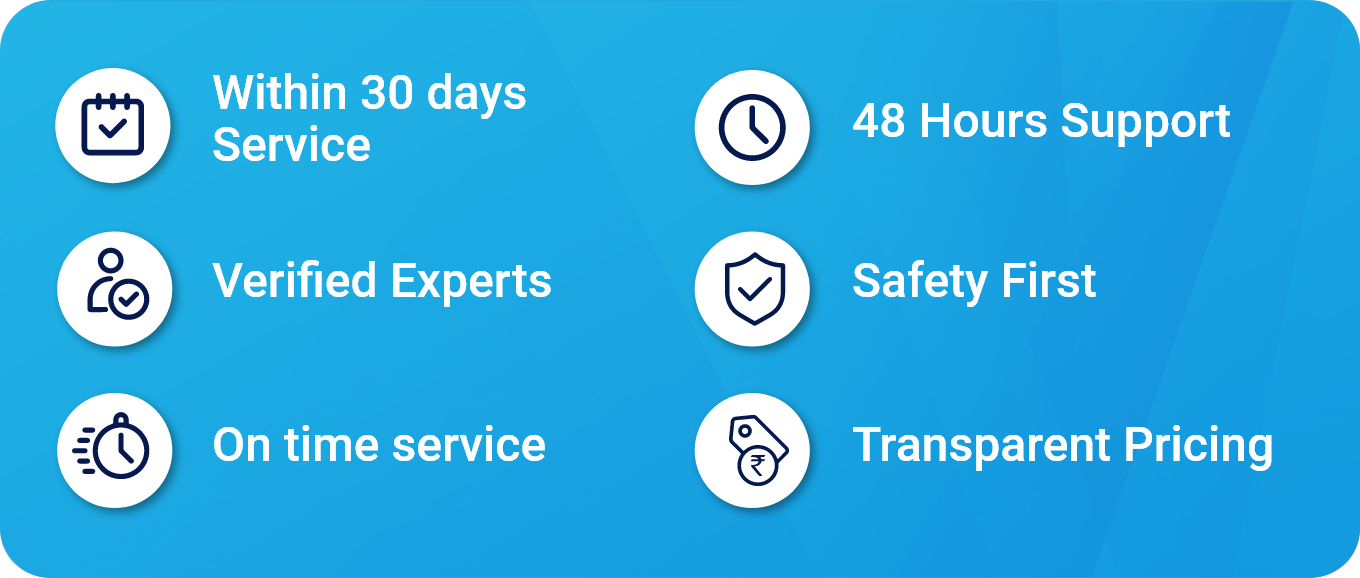 Within 30 days
Service
48 Hours Support
Verified Experts
Safety First
On time service
Transparent Pricing
₹